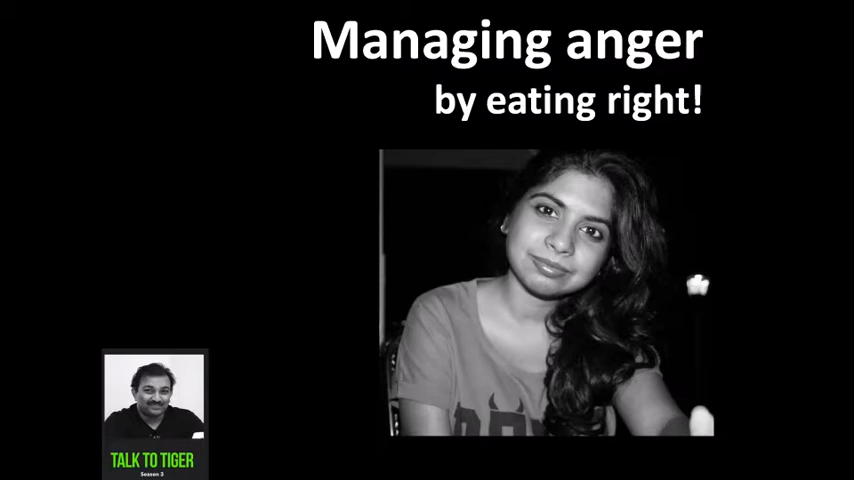 Managing anger
by eating right!
TALK TO TIGER
Season 3